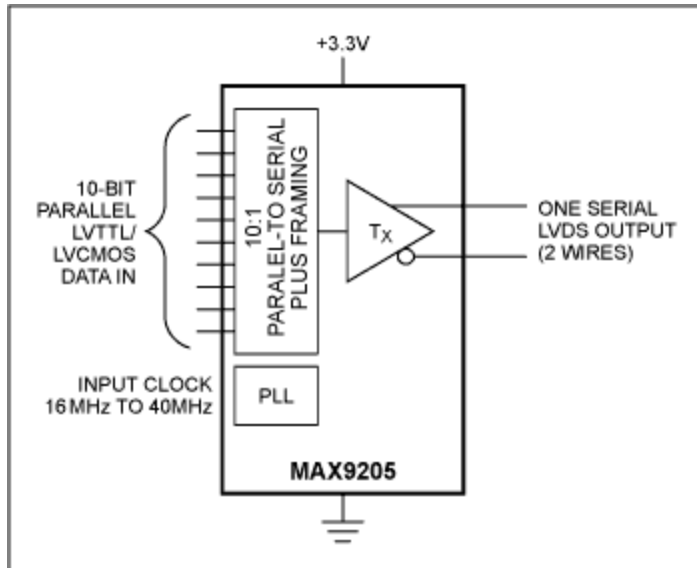 +3.3V
10-BIT
PARALLEL
LVTTL/
LVCMOS
DATA IN
10:1
PARALEL-TO SERIAL
PLUS FRAMING
TX
ONE SERIAL
LVDS OUTPUT
(2 WIRES)
INPUT CLOCK
16MHz TO 40MHz
PLL
MAX9205